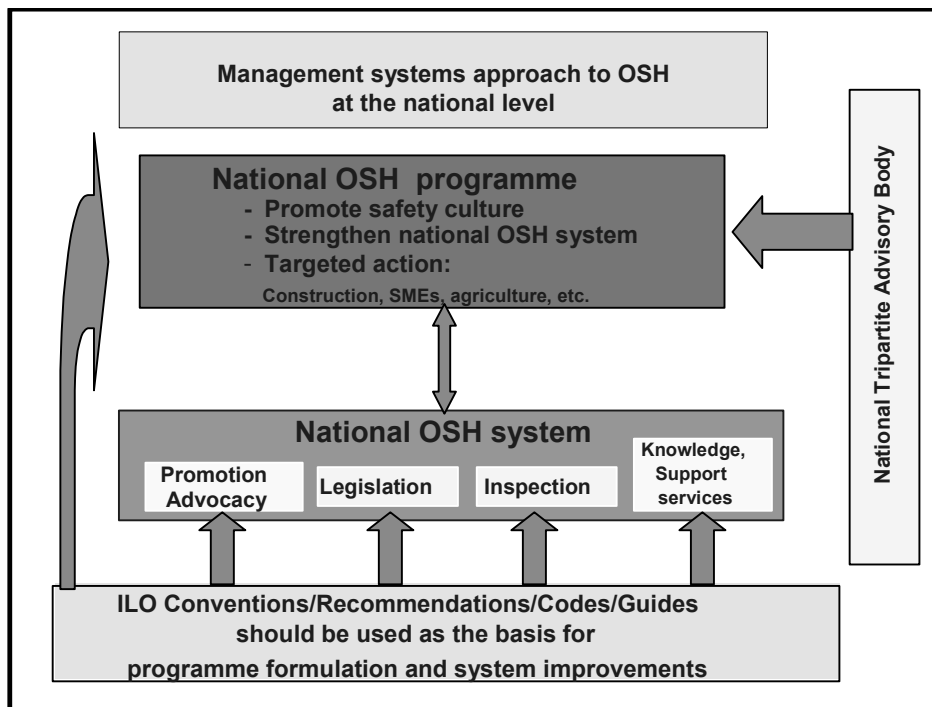 Management systems approach to OSH
at the national level
National OSH programme
- Promote safety culture
- Strengthen national OSH system
- Targeted action:
Construction, SMEs, agriculture, etc.
National Tripartite Advisory Body
National OSH system
Promotion
Advocacy
Legislation
Inspection
Knowledge,
Support
services
ILO Conventions/Recommendations/Codes/Guides
should be used as the basis for
programme formulation and system improvements